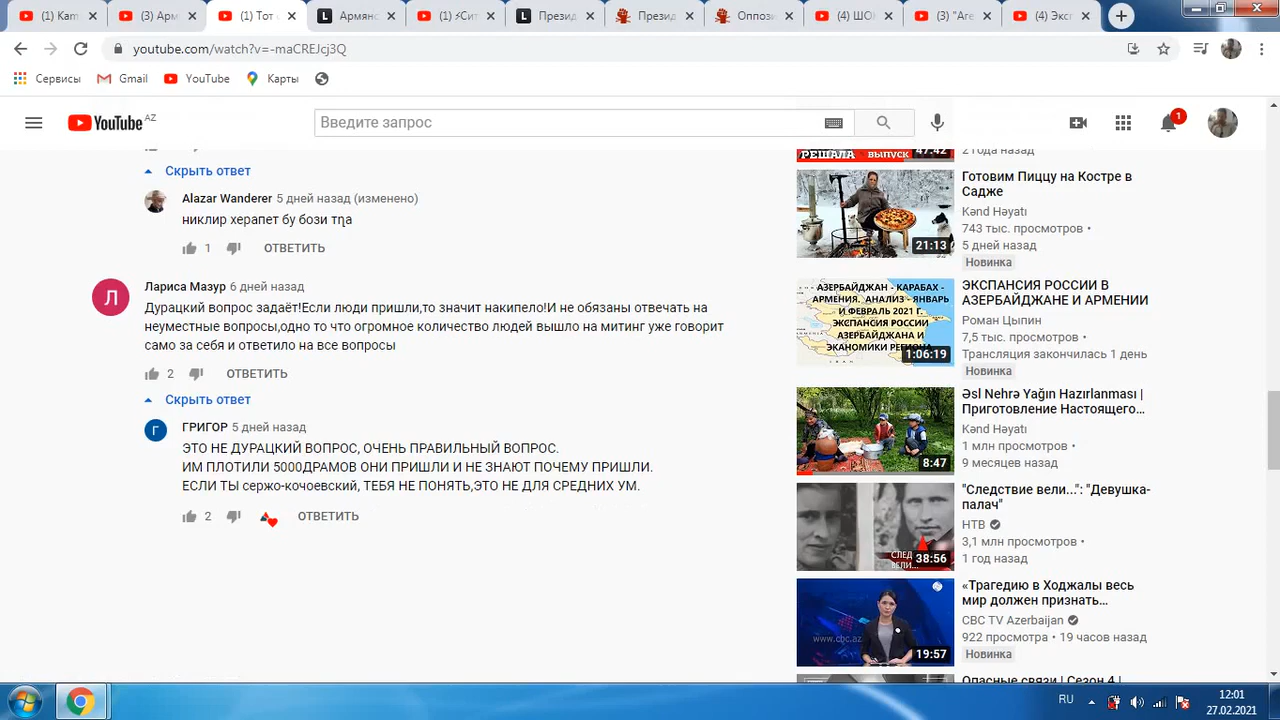 (1) Кам
(3) Арм
(1) Тот
Армянс
(1) ⚡Сит
Презид
Презид
Оппоз
(4) ШО
(3) "Аге
(4) Экс
youtube.com/watch?v=-maCREJcj3Q
Сервисы
Gmail
YouTube
Карты
YouTube AZ
Введите запрос
1
Скрыть ответ
Alazar Wanderer 5 дней назад (изменено)
никлир херапет бу бози тղа
1
ОТВЕТИТЬ
Л
Лариса Мазур 6 дней назад
Дурацкий вопрос задаёт!Если люди пришли,то значит накипело!И не обязаны отвечать на
неуместные вопросы,одно то что огромное количество людей вышло на митинг уже говорит
само за себя и ответило на все вопросы
2
ОТВЕТИТЬ
Скрыть ответ
Г
ГРИГОР 5 дней назад
ЭТО НЕ ДУРАЦКИЙ ВОПРОС, ОЧЕНЬ ПРАВИЛЬНЫЙ ВОПРОС.
ИМ ПЛОТИЛИ 5000ДРАМОВ ОНИ ПРИШЛИ И НЕ ЗНАЮТ ПОЧЕМУ ПРИШЛИ.
ЕСЛИ ТЫ сержо-кочоевский, ТЕБЯ НЕ ПОНЯТЬ,ЭТО НЕ ДЛЯ СРЕДНИХ УМ.
2
ОТВЕТИТЬ
РЕШАЛА ВЫПУСК
47:42
2 года назад
21:13
Готовим Пиццу на Костре в
Садже
Kənd Həyatı
743 тыс. просмотров •
5 дней назад
Новинка
АЗЕРБАЙДЖАН - КАРАБАХ -
АРМЕНИЯ. АНАЛИЗ - ЯНВАРЬ
И ФЕВРАЛЬ 2021 Г.
ЭКСПАНСИЯ РОССИИ
АЗЕРБАЙДЖАНА И
ЭКАНОМИКИ РЕГИОНА
1:06:19
ЭКСПАНСИЯ РОССИИ В
АЗЕРБАЙДЖАНЕ И АРМЕНИИ
Роман Цыпин
7,5 тыс. просмотров •
Трансляция закончилась 1 день
Новинка
8:47
Əsl Nehrə Yağın Hazırlanması |
Приготовление Настоящего…
Kənd Həyatı
1 млн просмотров •
9 месяцев назад
СЛЕД
ВЕЛИ...
38:56
"Следствие вели...": "Девушка-
палач"
НТВ
3,1 млн просмотров •
1 год назад
www.cbc.az
19:57
«Трагедию в Ходжалы весь
мир должен признать…
CBC TV Azerbaijan
922 просмотра • 19 часов назад
Новинка
Опасные связи | Сезон 4 |
RU
12:01
27.02.2021